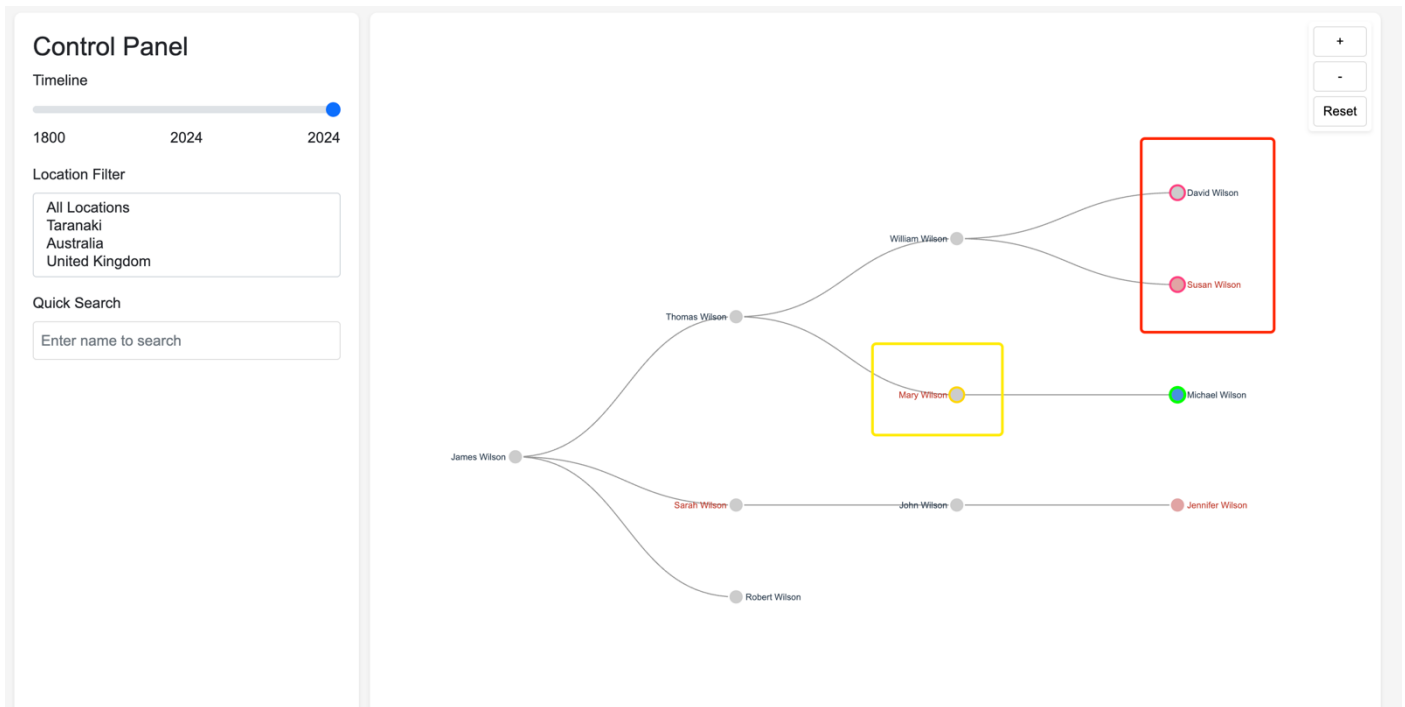 Control Panel
Timeline
1800 2024 2024
Location Filter
All Locations
Taranaki
Australia
United Kingdom
Quick Search
Enter name to search
+
-
Reset
David Wilson
William Wilson
Susan Wilson
Thomas Wilson
Mary Wilson
Michael Wilson
James Wilson
Sarah Wilson
John Wilson
Jennifer Wilson
Robert Wilson